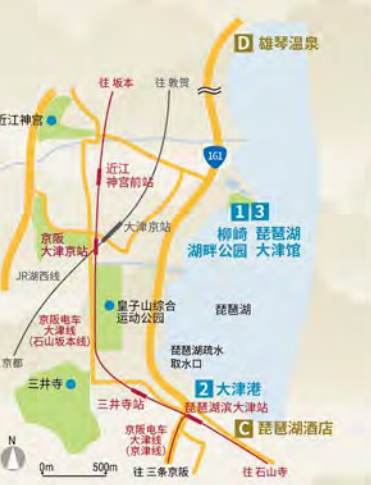 D 雄琴温泉
往 坂本
往 敦贺
近江神宫
161
近江
神宫前站
1 3
柳崎 琵琶湖
湖畔公园 大津馆
大津京站
京阪
大津京站
JR湖西线
皇子山综合
运动公园
琵琶湖
京阪电车
大津线
(石山坂本线)
琵琶湖疏水
取水口
京都
三井寺
2 大津港
三井寺站
琵琶湖滨大津站
C 琵琶湖酒店
京阪电车
大津线
(京津线)
N
0m 500m
往 三条京阪
往 石山寺